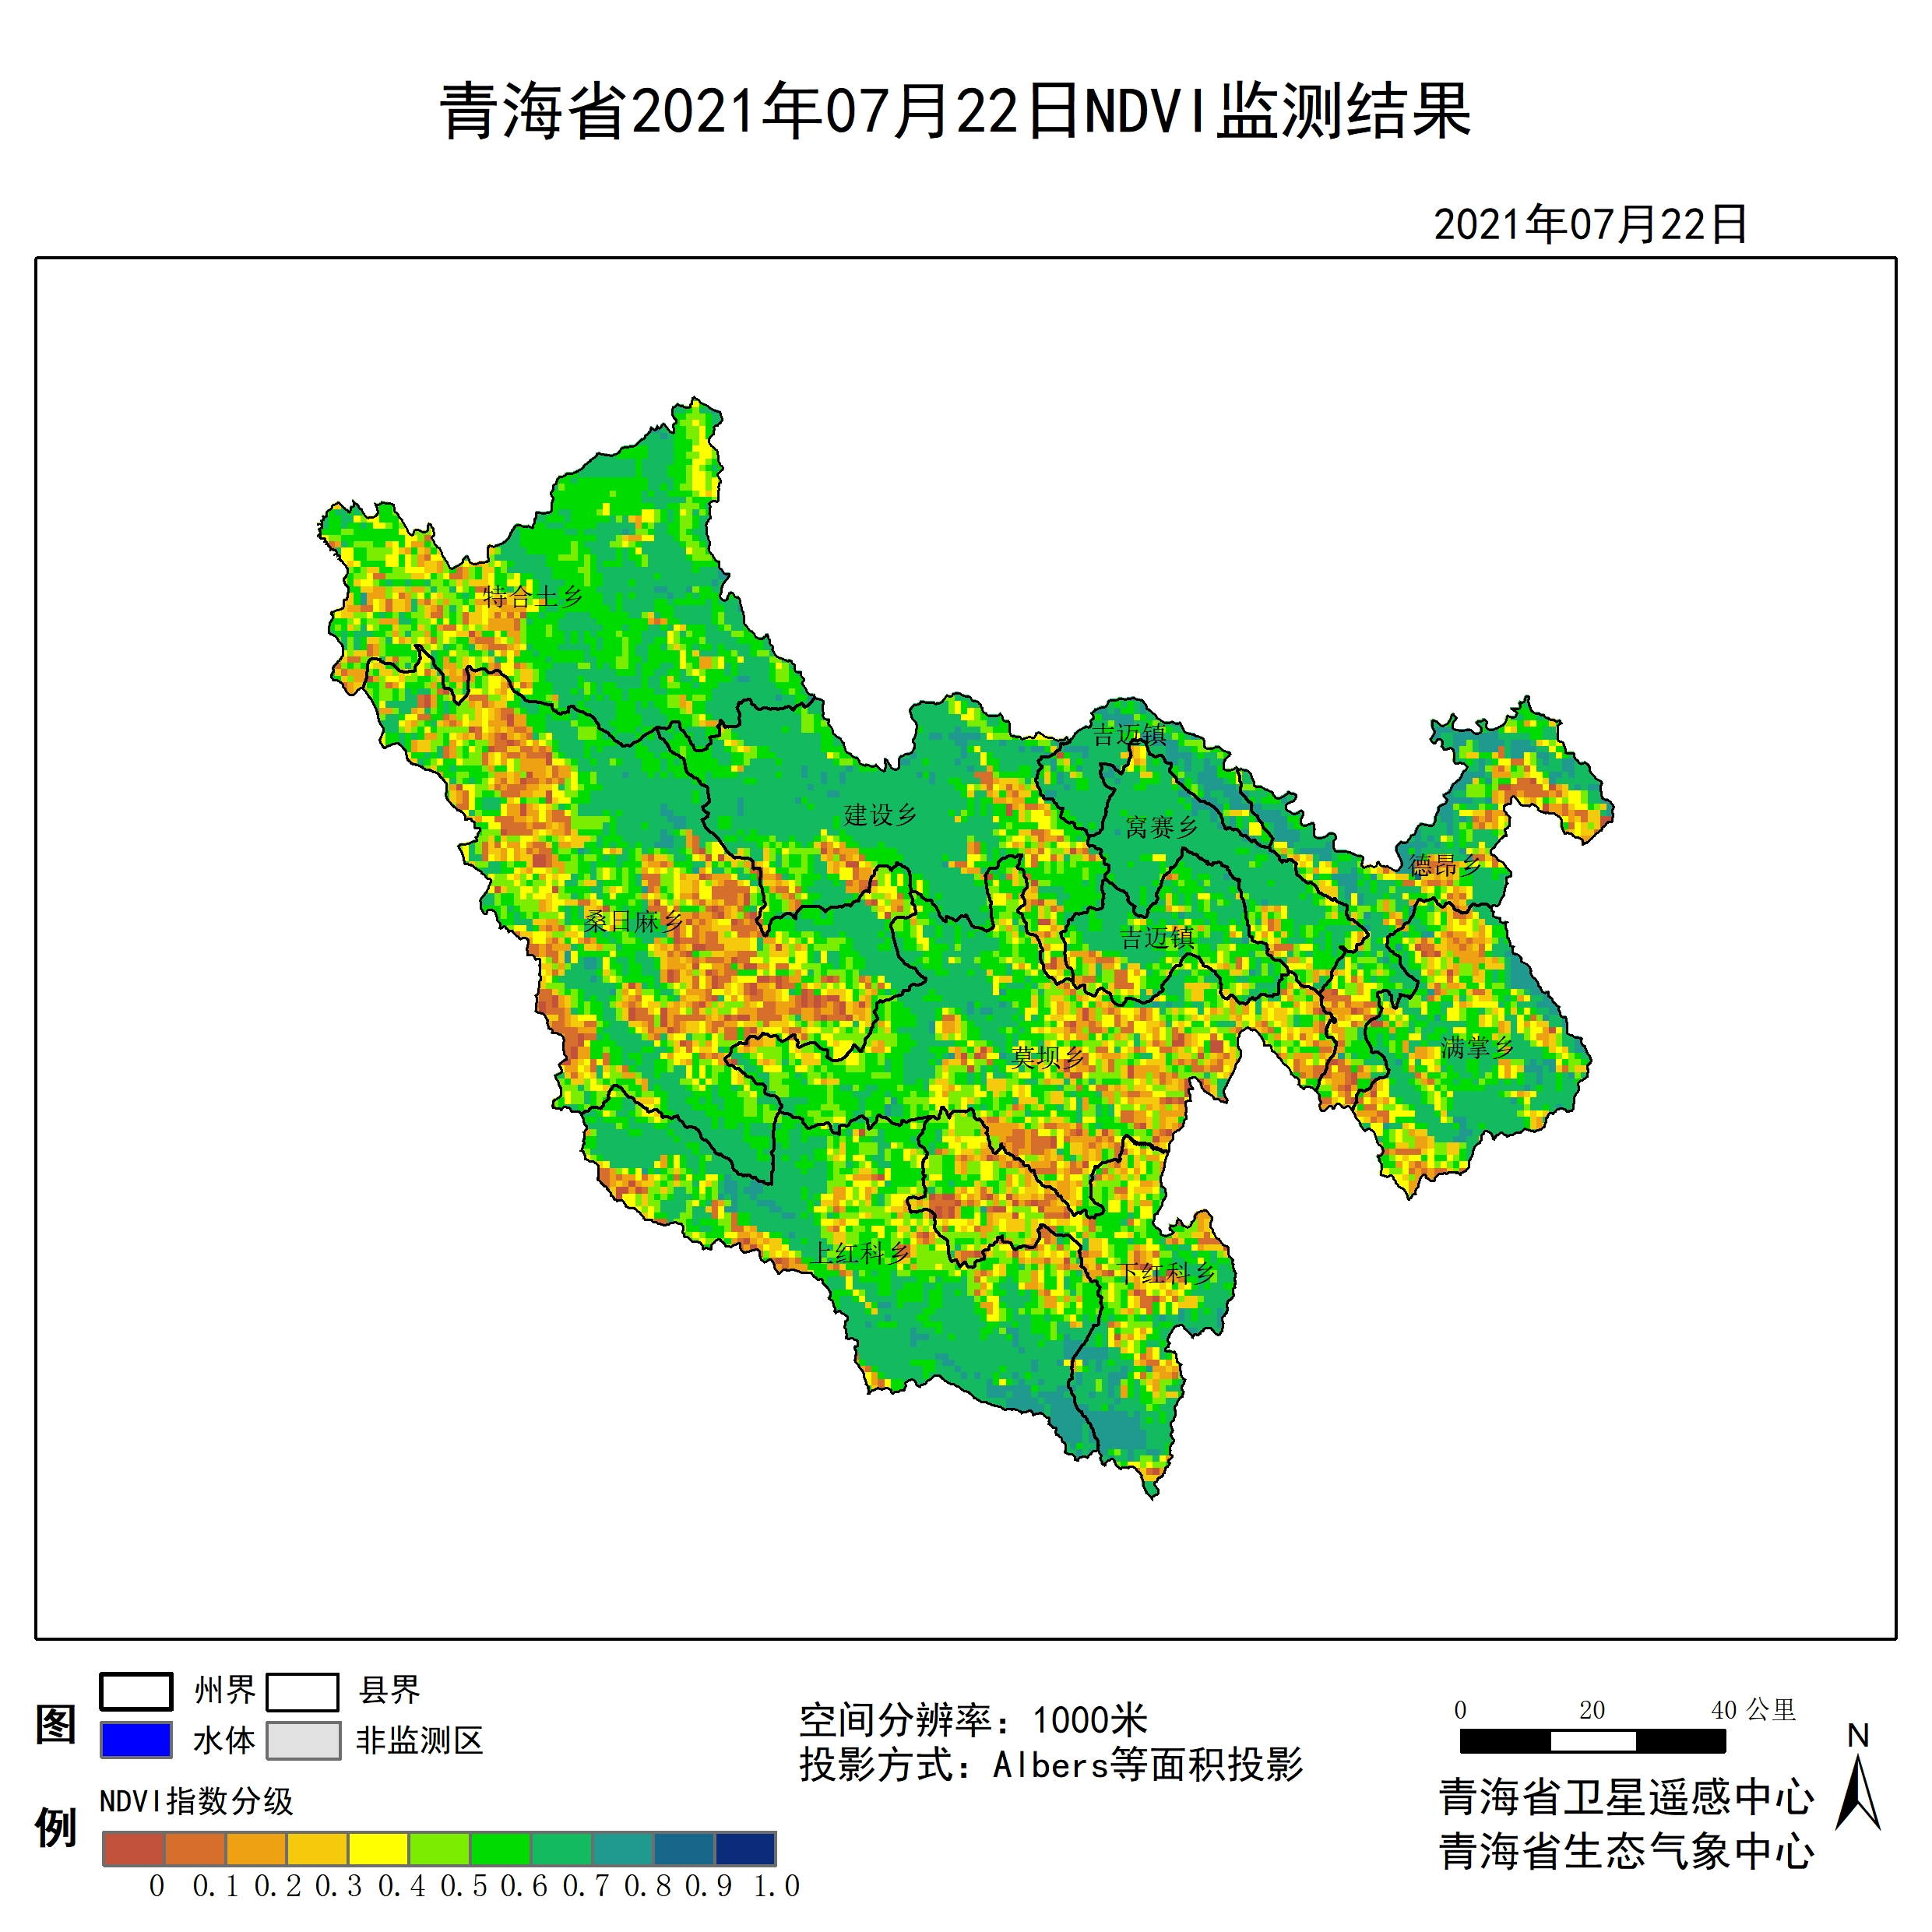 青海省2021年07月22日NDVI监测结果
2021年07月22日
特合土乡
吉迈镇
建设乡
窝赛乡
德昂乡
桑日麻乡
吉迈镇
莫坝乡
满掌乡
上红科乡
下红科乡
图例
州界 县界
水体 非监测区
NDVI指数分级
0 0.1 0.2 0.3 0.4 0.5 0.6 0.7 0.8 0.9 1.0
空间分辨率：1000米
投影方式：Albers等面积投影
0 20 40 公里
N
青海省卫星遥感中心
青海省生态气象中心